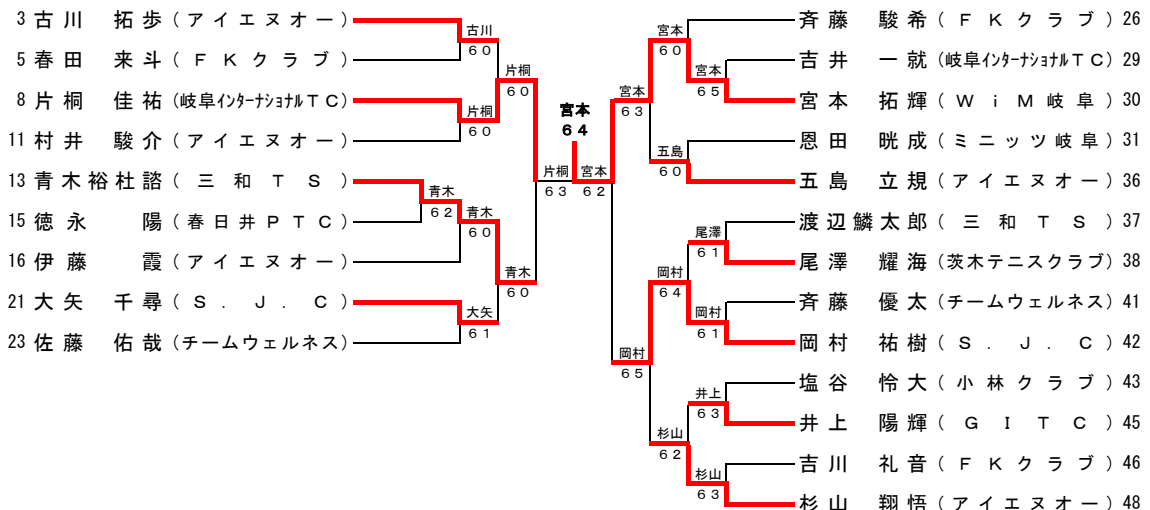 3 古川 拓歩 (アイエヌオー)
5 春田 来斗 (FKクラブ)
8 片桐 佳祐 (岐阜インターナショナルTC)
11 村井 駿介 (アイエヌオー)
13 青木裕杜諮 (三和TS)
15 徳永 陽 (春日井PTC)
16 伊藤 霞 (アイエヌオー)
21 大矢 千尋 (S.J.C)
23 佐藤 佑哉 (チームウェルネス)
古川
60
片桐
60
片桐
60
青木
62
青木
60
青木
60
大矢
61
片桐
63
宮本
64
宮本
62
宮本
63
宮本
60
宮本
65
五島
60
尾澤
61
岡村
64
岡村
61
岡村
65
井上
63
杉山
62
杉山
63
斉藤 駿希 (FKクラブ) 26
吉井 一就 (岐阜インターナショナルTC) 29
宮本 拓輝 (WiM岐阜) 30
恩田 晄成 (ミニッツ岐阜) 31
五島 立規 (アイエヌオー) 36
渡辺鱗太郎 (三和TS) 37
尾澤 耀海 (茨木テニスクラブ) 38
斉藤 優太 (チームウェルネス) 41
岡村 祐樹 (S.J.C) 42
塩谷 怜大 (小林クラブ) 43
井上 陽輝 (GITC) 45
吉川 礼音 (FKクラブ) 46
杉山 翔悟 (アイエヌオー) 48